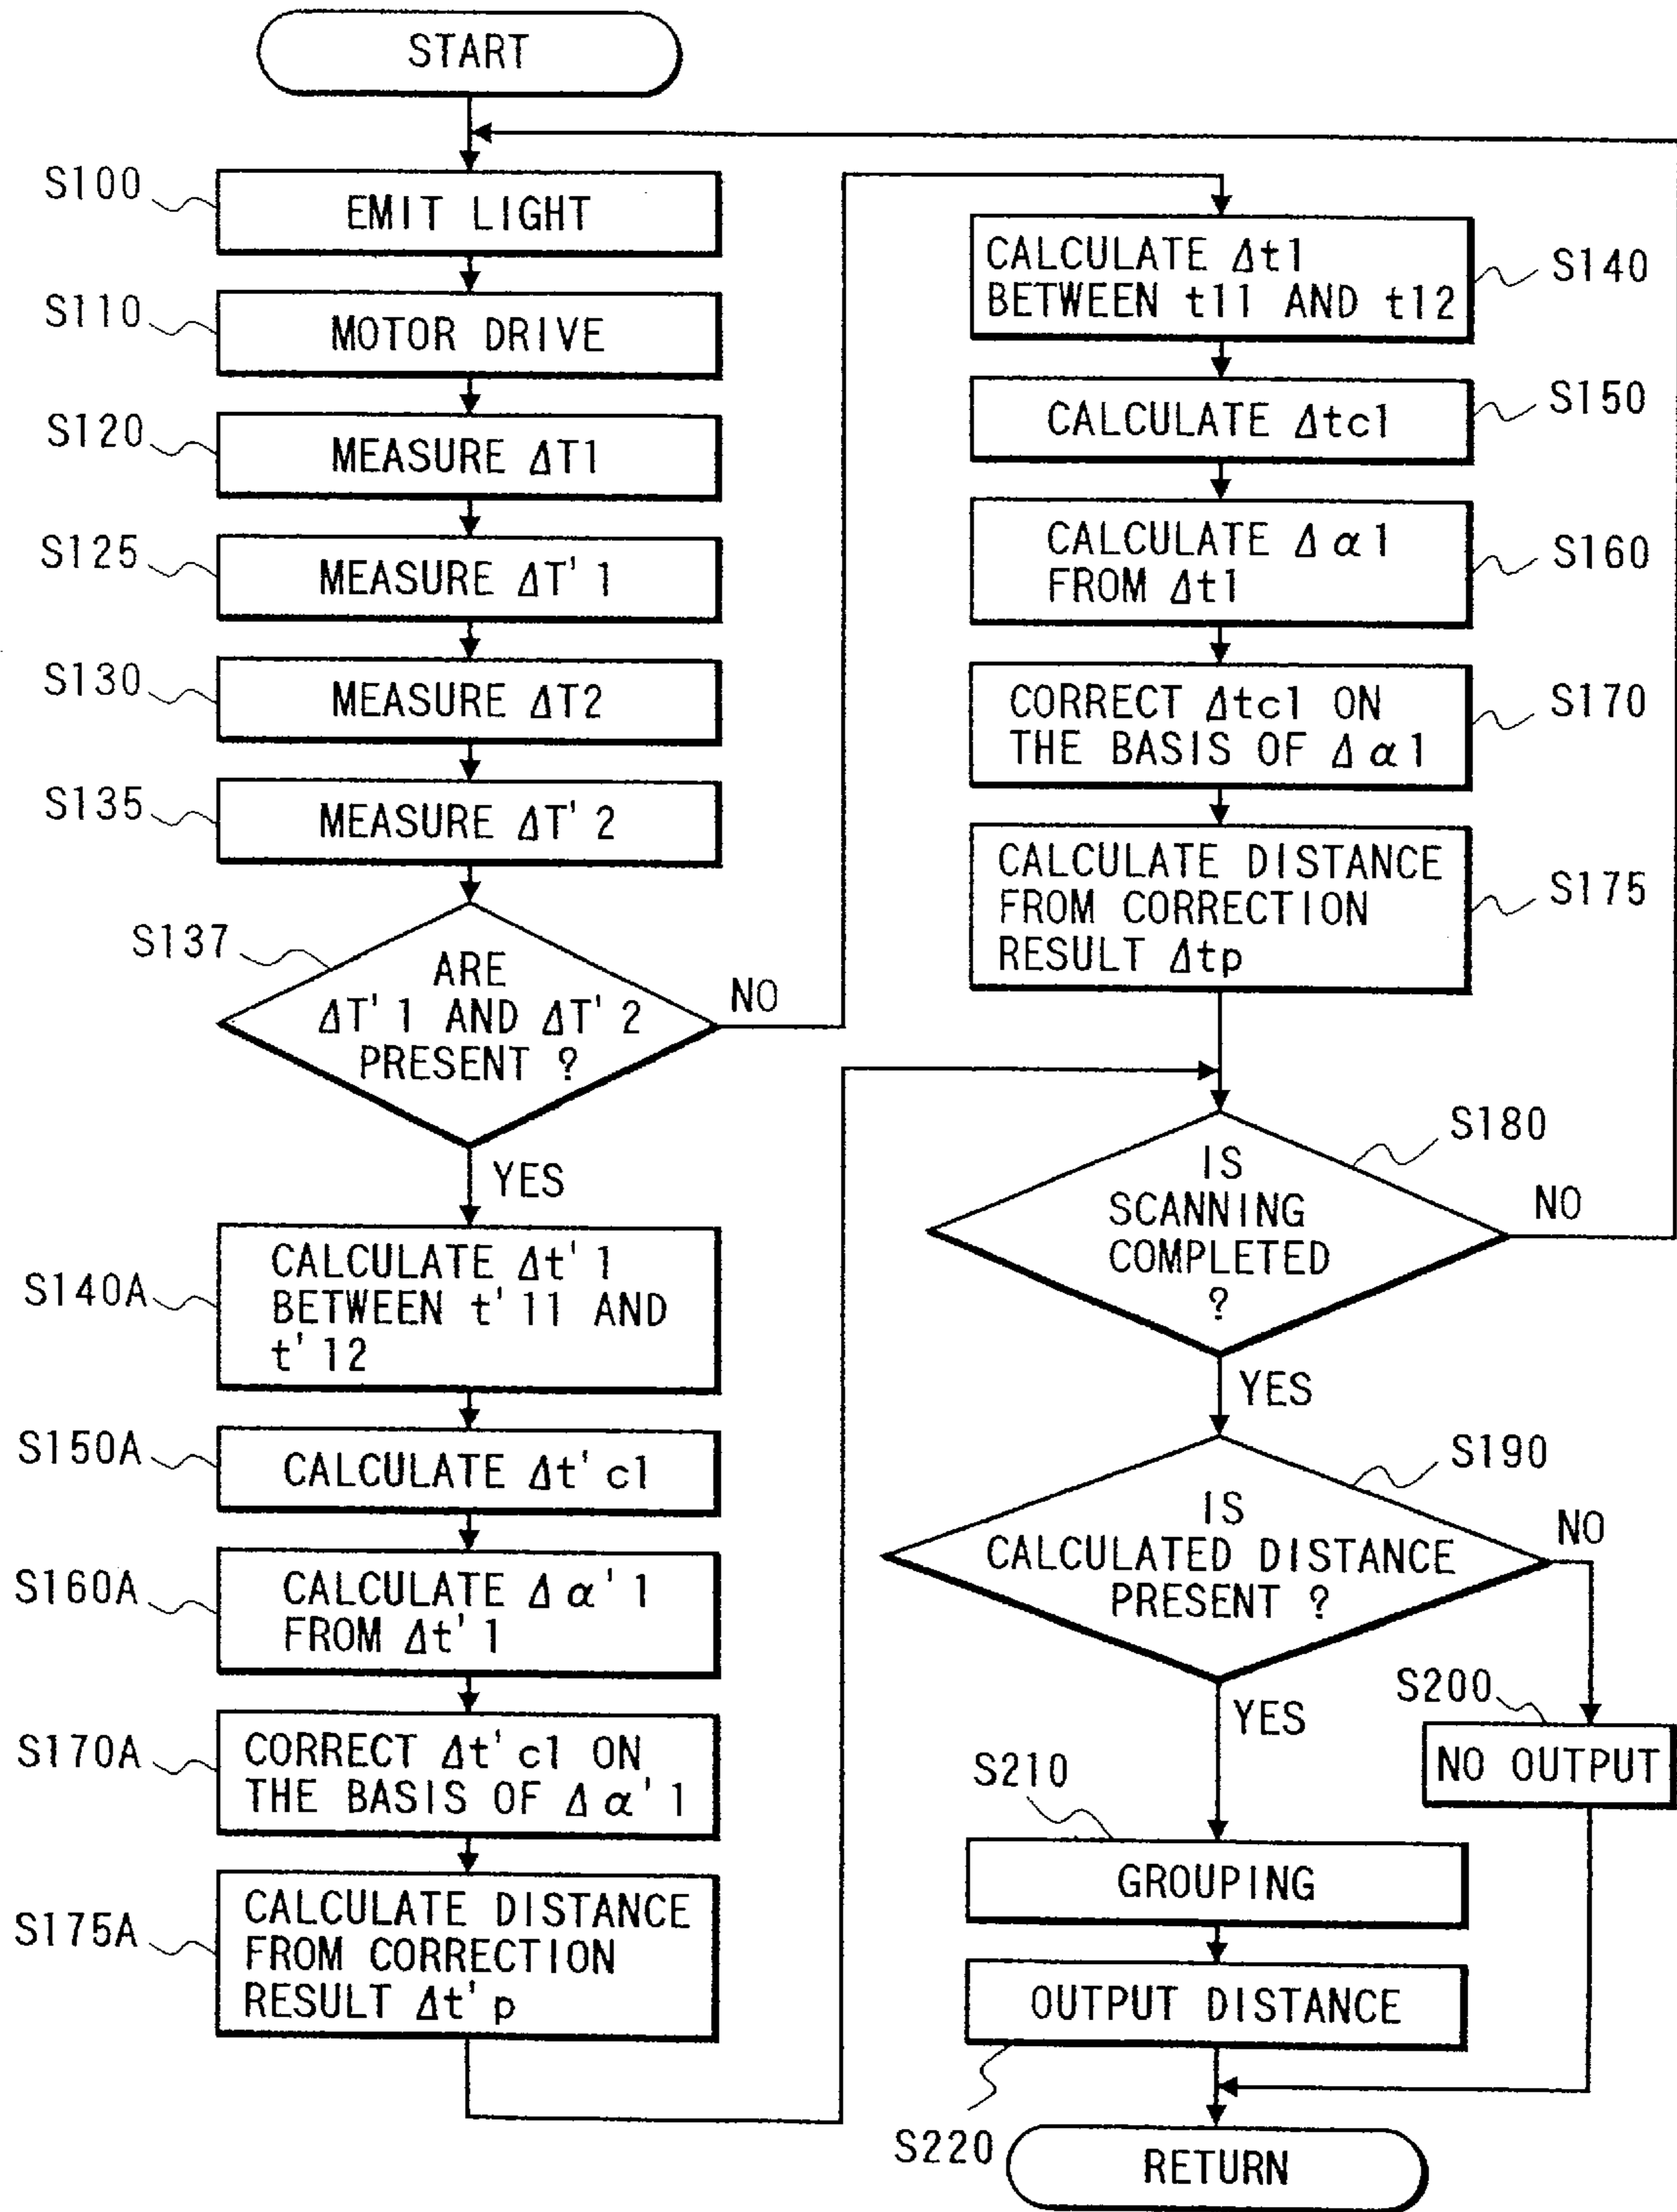 START
S100
EMIT LIGHT
S110
MOTOR DRIVE
S120
MEASURE ΔT1
S125
MEASURE ΔT'1
S130
MEASURE ΔT2
S135
MEASURE ΔT'2
S137
ARE
ΔT'1 AND ΔT'2
PRESENT ?
NO
YES
S140A
CALCULATE Δt'1
BETWEEN t'11 AND
t'12
S150A
CALCULATE Δt'c1
S160A
CALCULATE Δα'1
FROM Δt'1
S170A
CORRECT Δt'c1 ON
THE BASIS OF Δα'1
S175A
CALCULATE DISTANCE
FROM CORRECTION
RESULT Δt'p
CALCULATE Δt1
BETWEEN t11 AND t12
S140
CALCULATE Δtc1
S150
CALCULATE Δα1
FROM Δt1
S160
CORRECT Δtc1 ON
THE BASIS OF Δα1
S170
CALCULATE DISTANCE
FROM CORRECTION
RESULT Δtp
S175
S180
IS
SCANNING
COMPLETED
?
NO
YES
S190
IS
CALCULATED DISTANCE
PRESENT ?
NO
YES
S200
NO OUTPUT
S210
GROUPING
OUTPUT DISTANCE
S220
RETURN